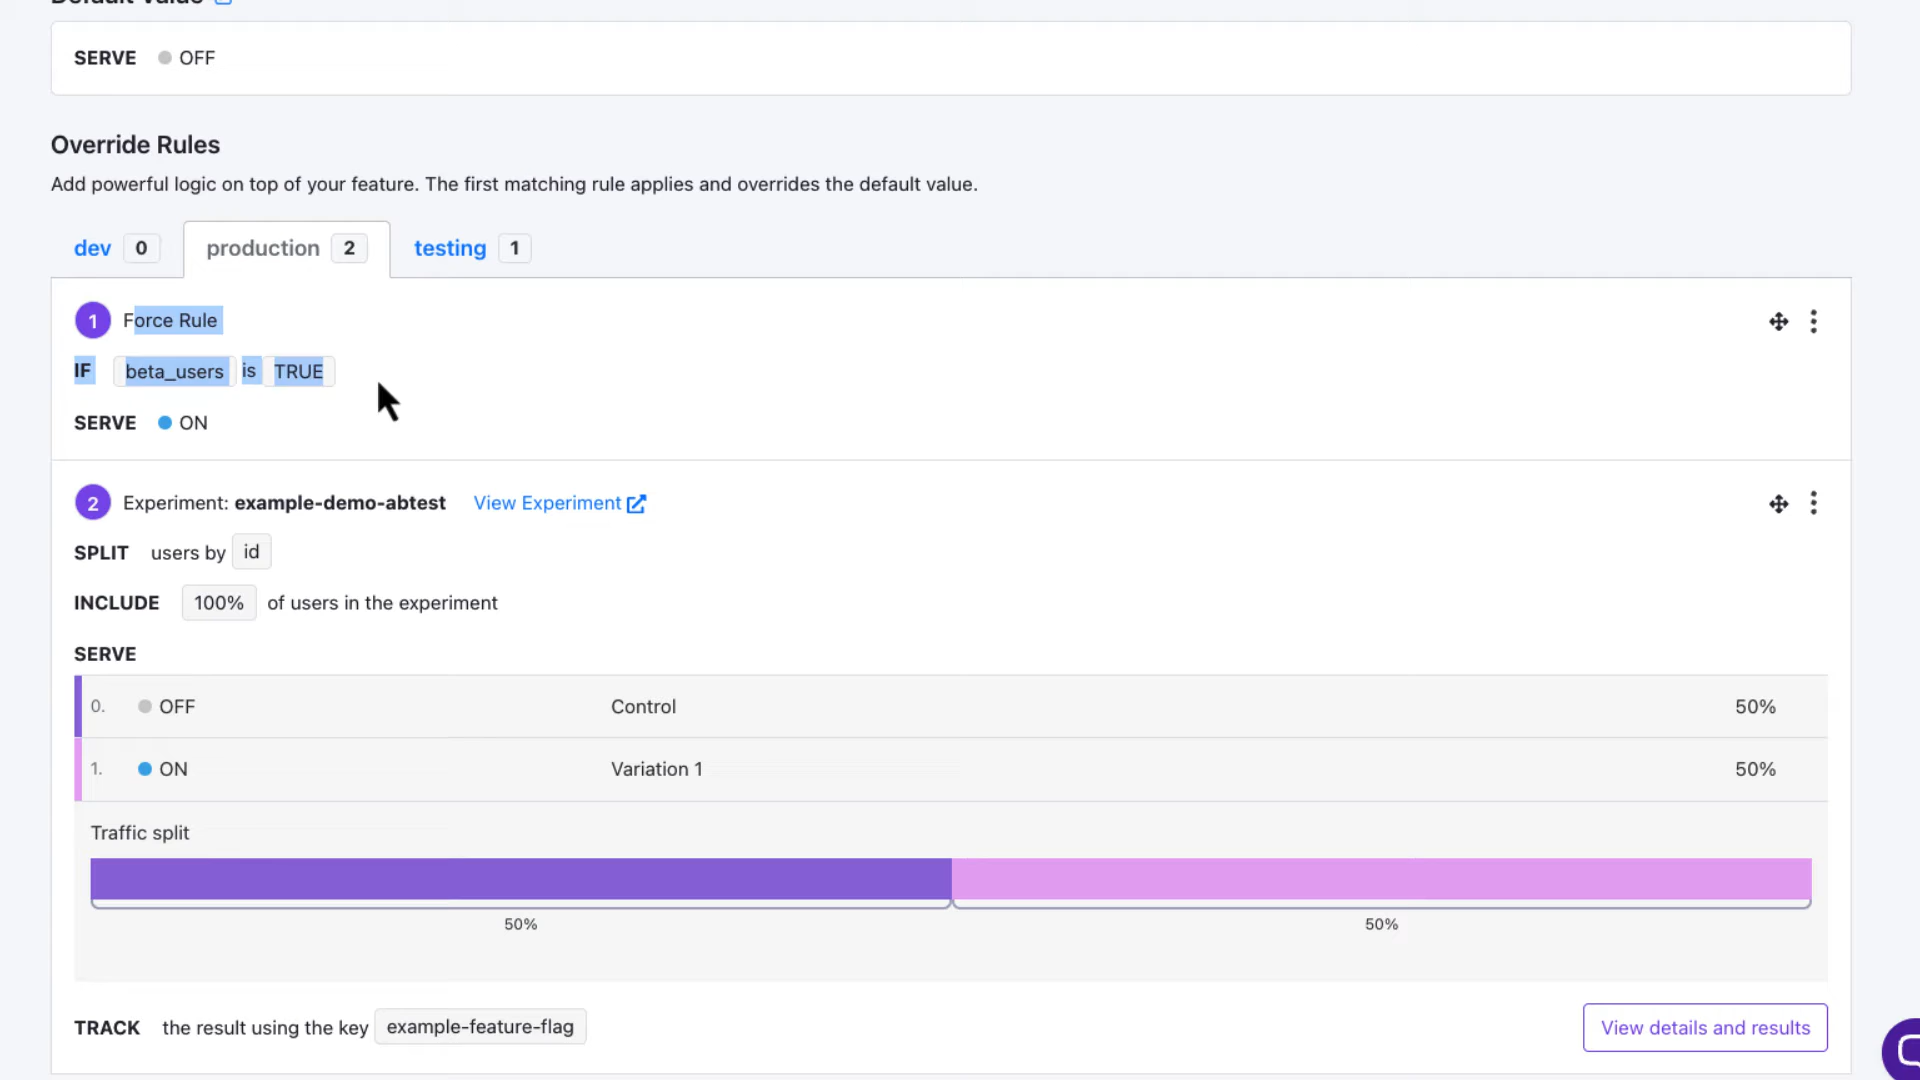 Default Value
SERVE OFF
Override Rules
Add powerful logic on top of your feature. The first matching rule applies and overrides the default value.
dev 0 production 2 testing 1
1 Force Rule
IF beta_users is TRUE
SERVE ON
2 Experiment: example-demo-abtest View Experiment
SPLIT users by id
INCLUDE 100% of users in the experiment
SERVE
0. OFF Control 50%
1. ON Variation 1 50%
Traffic split
50% 50%
TRACK the result using the key example-feature-flag View details and results